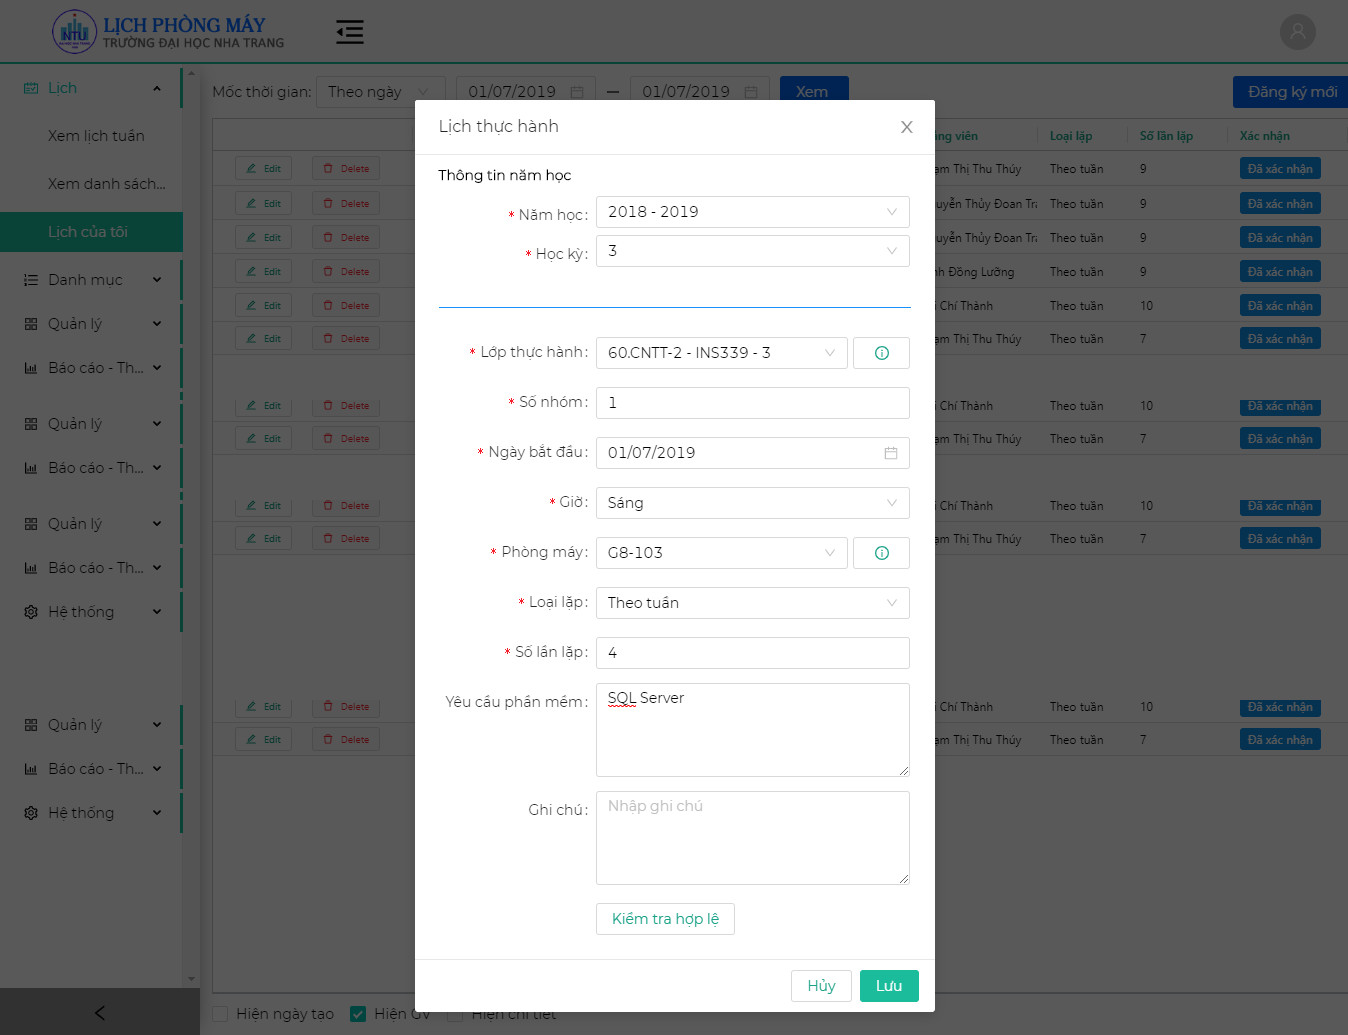 LỊCH PHÒNG MÁY
NTU
TRƯỜNG ĐẠI HỌC NHA TRANG
Lịch
Xem lịch tuần
Xem danh sách...
Lịch của tôi
Danh mục
Quản lý
Báo cáo - Th...
Quản lý
Báo cáo - Th...
Quản lý
Báo cáo - Th...
Hệ thống
Quản lý
Báo cáo - Th...
Hệ thống
Mốc thời gian: Theo ngày 01/07/2019 — 01/07/2019 Xem Đăng ký mới
Lịch thực hành
Thông tin năm học
* Năm học: 2018 - 2019
* Học kỳ: 3
* Lớp thực hành: 60.CNTT-2 - INS339 - 3
* Số nhóm: 1
* Ngày bắt đầu: 01/07/2019
* Giờ: Sáng
* Phòng máy: G8-103
* Loại lặp: Theo tuần
* Số lần lặp: 4
Yêu cầu phần mềm: SQL Server
Ghi chú: Nhập ghi chú
Kiểm tra hợp lệ
Hủy Lưu
viên Loại lặp Số lần lặp Xác nhận
Edit Delete Thị Thu Thúy Theo tuần 9 Đã xác nhận
Edit Delete Thủy Đoan Theo tuần 9 Đã xác nhận
Edit Delete Thủy Đoan Theo tuần 9 Đã xác nhận
Edit Delete Đồng Lưỡng Theo tuần 9 Đã xác nhận
Edit Delete Chí Thành Theo tuần 10 Đã xác nhận
Edit Delete Thị Thu Thúy Theo tuần 7 Đã xác nhận
Edit Delete Chí Thành Theo tuần 10 Đã xác nhận
Edit Delete Thị Thu Thúy Theo tuần 7 Đã xác nhận
Edit Delete Chí Thành Theo tuần 10 Đã xác nhận
Edit Delete Thị Thu Thúy Theo tuần 7 Đã xác nhận
Edit Delete Chí Thành Theo tuần 10 Đã xác nhận
Edit Delete Thị Thu Thúy Theo tuần 7 Đã xác nhận
Hiện ngày tạo Hiện GV Hiện chi tiết